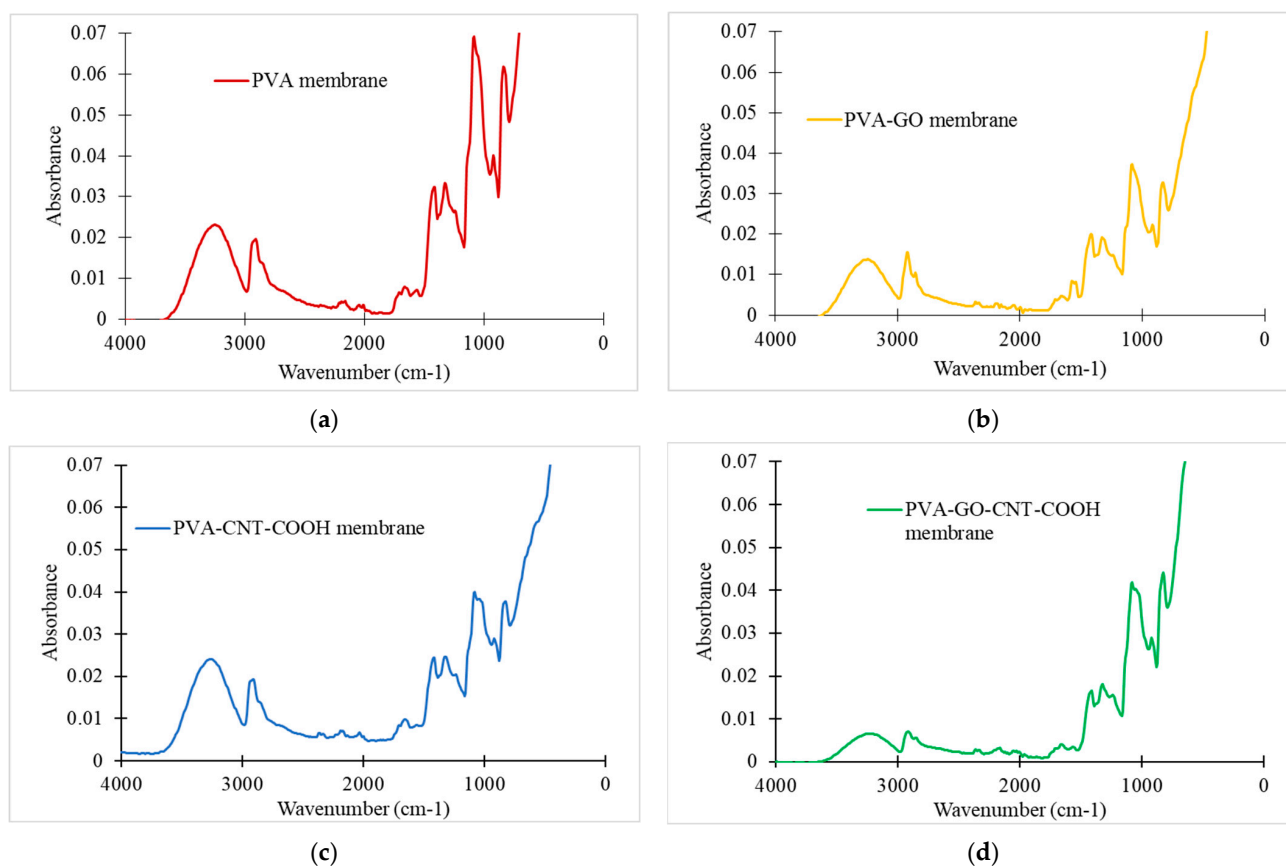 0.07
0.06
0.05
0.04
0.03
0.02
0.01
0
Absorbance
PVA membrane
4000 3000 2000 1000 0
Wavenumber (cm-1)
(a)
0.07
0.06
0.05
0.04
0.03
0.02
0.01
0
Absorbance
PVA-GO membrane
4000 3000 2000 1000 0
Wavenumber (cm-1)
(b)
0.07
0.06
0.05
0.04
0.03
0.02
0.01
0
Absorbance
PVA-CNT-COOH membrane
4000 3000 2000 1000 0
Wavenumber (cm-1)
(c)
0.07
0.06
0.05
0.04
0.03
0.02
0.01
0
Absorbance
PVA-GO-CNT-COOH
membrane
4000 3000 2000 1000 0
Wavenumber (cm-1)
(d)